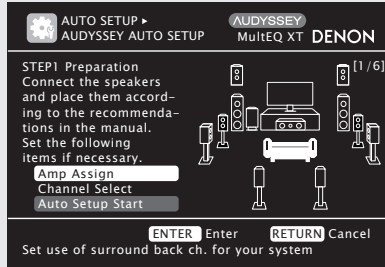 AUTO SETUP ▸
AUDYSSEY AUTO SETUP
AUDYSSEY
MultEQ XT DENON
[1/6]
STEP1 Preparation
Connect the speakers
and place them accord-
ing to the recommenda-
tions in the manual.
Set the following
items if necessary.
Amp Assign
Channel Select
Auto Setup Start
ENTER Enter RETURN Cancel
Set use of surround back ch. for your system